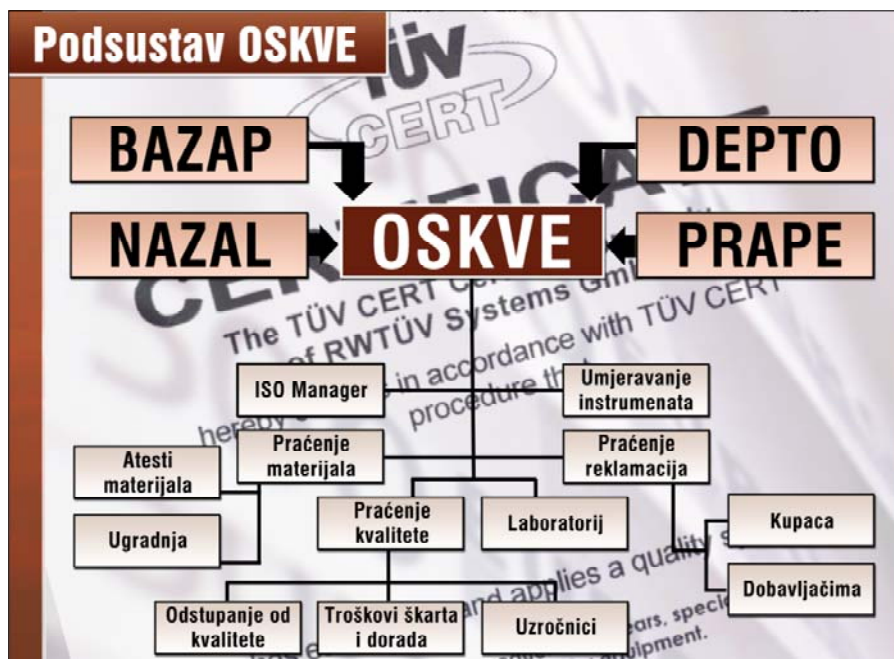 Podsustav OSKVE
TÜV
CERT
BAZAP
DEPTO
NAZAL
OSKVE
PRAPE
The TÜV CERT
of RWTÜV Systems
in accordance with TÜV CERT
hereby
procedure
ISO Manager
Umjeravanje
instrumenata
Praćenje
materijala
Praćenje
reklamacija
Atesti
materijala
Ugradnja
Praćenje
kvalitete
Laboratorij
Kupaca
Dobavljačima
and applies a quality
Odstupanje od
kvalitete
Troškovi škarta
i dorada
Uzročnici